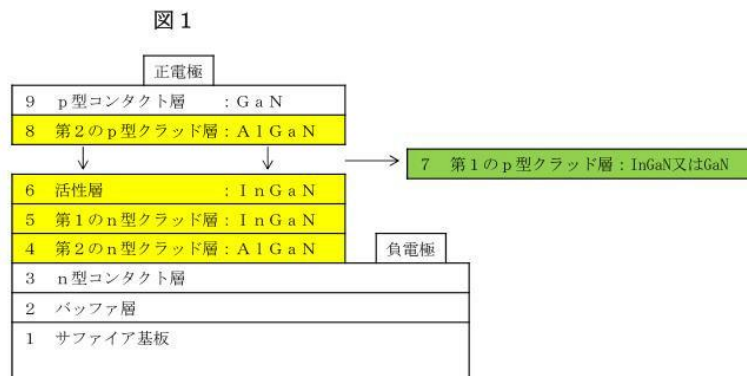 図1
正電極
9 p型コンタクト層 :GaN
8 第2のp型クラッド層:AlGaN
7 第1のp型クラッド層:InGaN又はGaN
6 活性層 :InGaN
5 第1のn型クラッド層:InGaN
4 第2のn型クラッド層:AlGaN
負電極
3 n型コンタクト層
2 バッファ層
1 サファイア基板